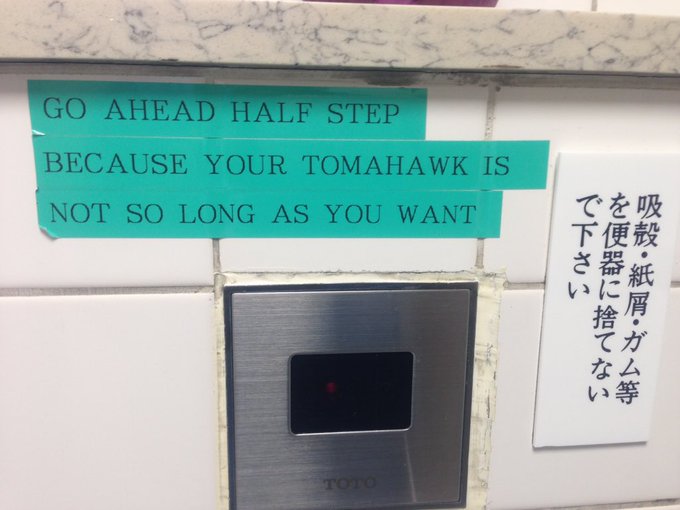 GO AHEAD HALF STEP
BECAUSE YOUR TOMAHAWK IS
NOT SO LONG AS YOU WANT
吸殻・紙屑・ガム等
を便器に捨てない
で下さい
TOTO